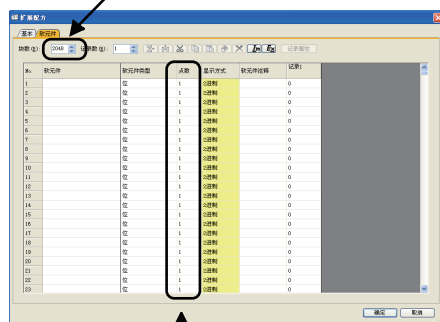 扩展配方
基本 软元件
块数(K): 2048 记录数(R): 1 记录属性
No. 软元件 软元件类型 点数 显示方式 软元件注释 记录1
1 位 1 2进制 0
2 位 1 2进制 0
3 位 1 2进制 0
4 位 1 2进制 0
5 位 1 2进制 0
6 位 1 2进制 0
7 位 1 2进制 0
8 位 1 2进制 0
9 位 1 2进制 0
10 位 1 2进制 0
11 位 1 2进制 0
12 位 1 2进制 0
13 位 1 2进制 0
14 位 1 2进制 0
15 位 1 2进制 0
16 位 1 2进制 0
17 位 1 2进制 0
18 位 1 2进制 0
19 位 1 2进制 0
20 位 1 2进制 0
21 位 1 2进制 0
22 位 1 2进制 0
23 位 1 2进制 0
确定 取消